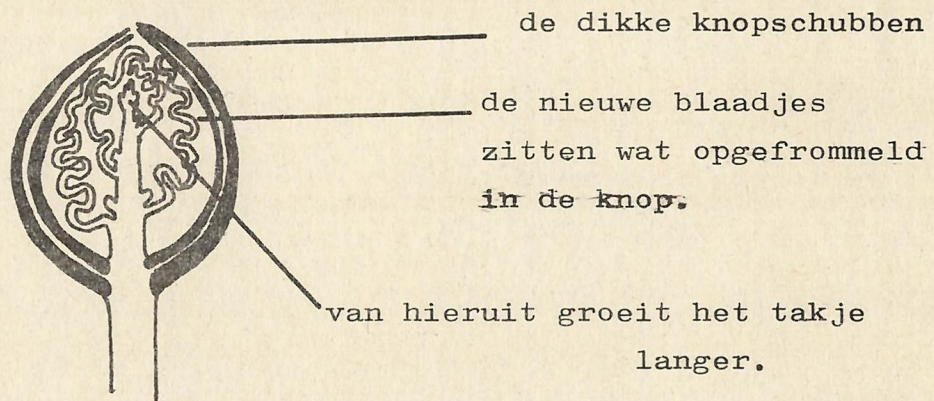 de dikke knopschubben
de nieuwe blaadjes
zitten wat opgefrommeld
in de knop.
van hieruit groeit het takje
langer.